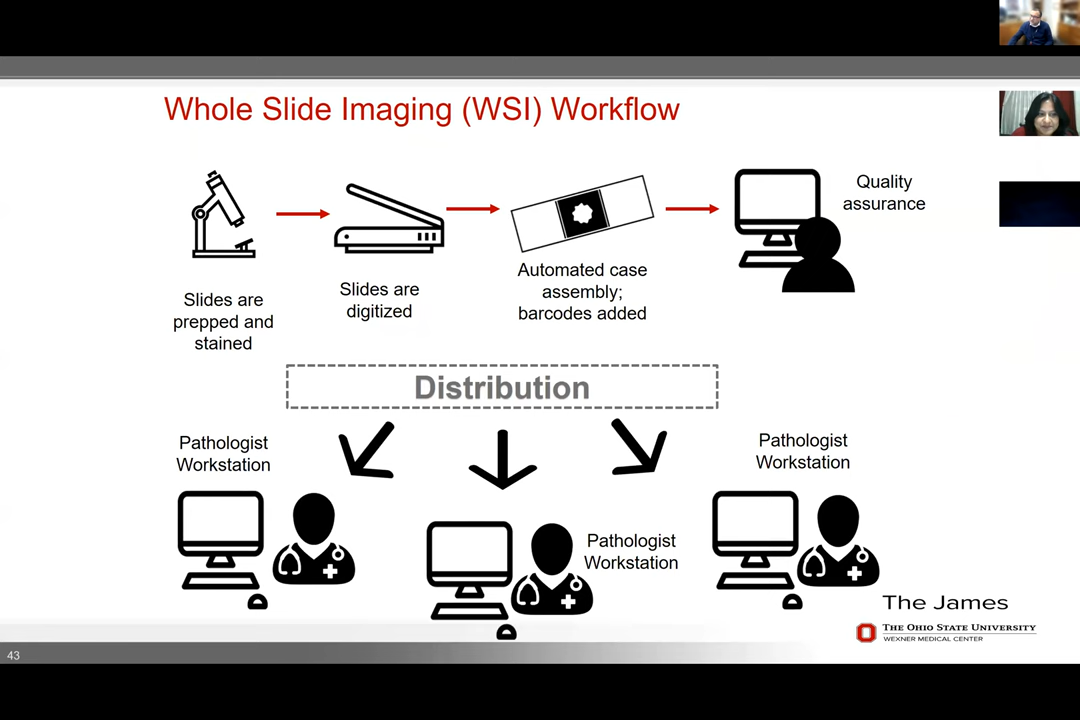 Whole Slide Imaging (WSI) Workflow
Slides are
prepped and
stained
Slides are
digitized
Automated case
assembly;
barcodes added
Quality
assurance
Distribution
Pathologist
Workstation
Pathologist
Workstation
Pathologist
Workstation
The James
THE OHIO STATE UNIVERSITY
WEXNER MEDICAL CENTER
43